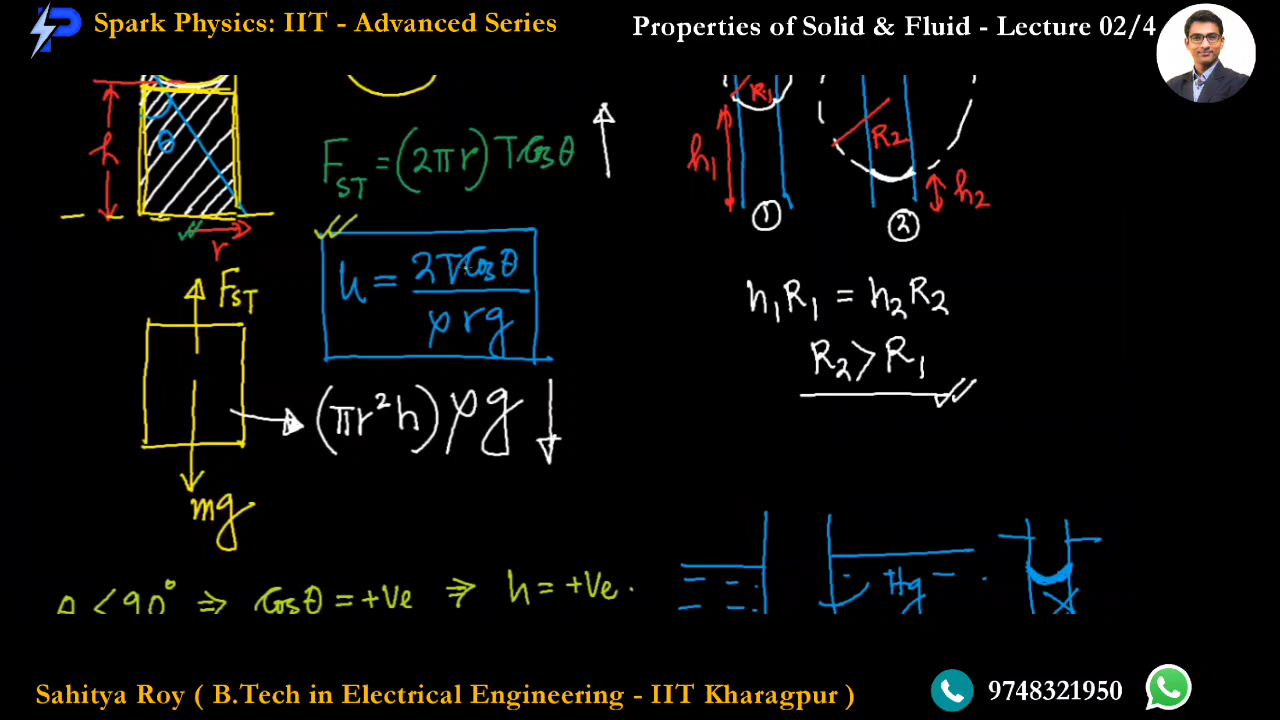 Spark Physics: IIT - Advanced Series
Properties of Solid & Fluid - Lecture 02/4
h
θ
r
F_ST = (2πr) T Cosθ
h = 2TCosθ / ρrg
F_ST
mg
(πr²h) ρg
θ < 90° ⇒ Cosθ = +Ve ⇒ h = +Ve.
R₁
h₁
①
R₂
h₂
②
h₁R₁ = h₂R₂
R₂ > R₁
Hg
Sahitya Roy ( B.Tech in Electrical Engineering - IIT Kharagpur )
9748321950